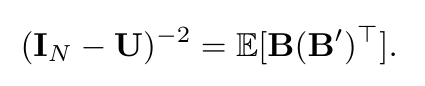 (𝐈_N − 𝐔)^{−2} = 𝔼[𝐁(𝐁′)^⊤].